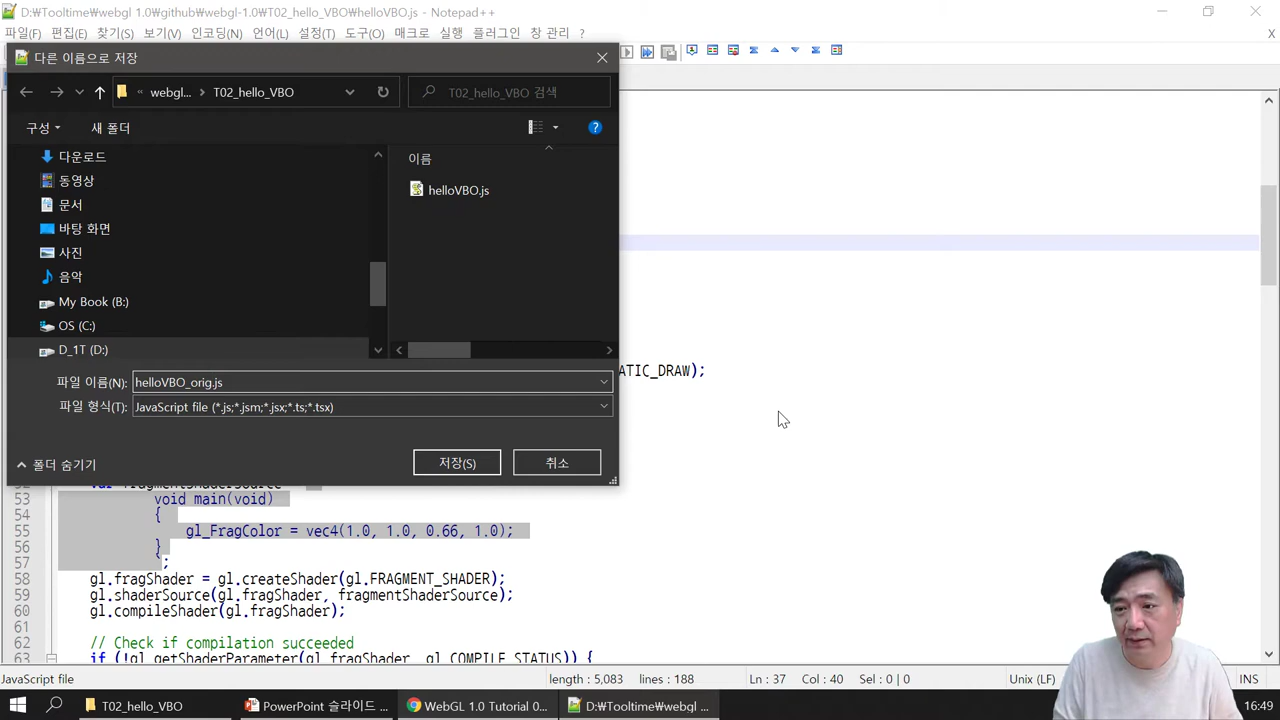 D:₩Tooltime₩webgl 1.0₩github₩webgl-1.0₩T02_hello_VBO₩helloVBO.js - Notepad++
파일(F) 편집(E) 찾기(S) 보기(V) 인코딩(N) 언어(L) 설정(T) 도구(O) 매크로 실행 플러그인 창 관리 ?
X
다른 이름으로 저장
« webgl... > T02_hello_VBO
T02_hello_VBO 검색
구성
새 폴더
이름
다운로드
동영상
문서
바탕 화면
사진
음악
My Book (B:)
OS (C:)
D_1T (D:)
helloVBO.js
파일 이름(N): helloVBO_orig.js
파일 형식(T): JavaScript file (*.js;*.jsm;*.jsx;*.ts;*.tsx)
폴더 숨기기
저장(S)
취소
ATIC_DRAW);
53 void main(void)
54 {
55 gl_FragColor = vec4(1.0, 1.0, 0.66, 1.0);
56 }
57 `;
58 gl.fragShader = gl.createShader(gl.FRAGMENT_SHADER);
59 gl.shaderSource(gl.fragShader, fragmentShaderSource);
60 gl.compileShader(gl.fragShader);
61
62 // Check if compilation succeeded
63 if (!gl.getShaderParameter(gl.fragShader, gl.COMPILE_STATUS)) {
JavaScript file
length : 5,083 lines : 188
Ln : 37 Col : 40 Sel : 0 | 0
Unix (LF)
INS
T02_hello_VBO
PowerPoint 슬라이드 ...
WebGL 1.0 Tutorial 0...
D:₩Tooltime₩webgl ...
16:49